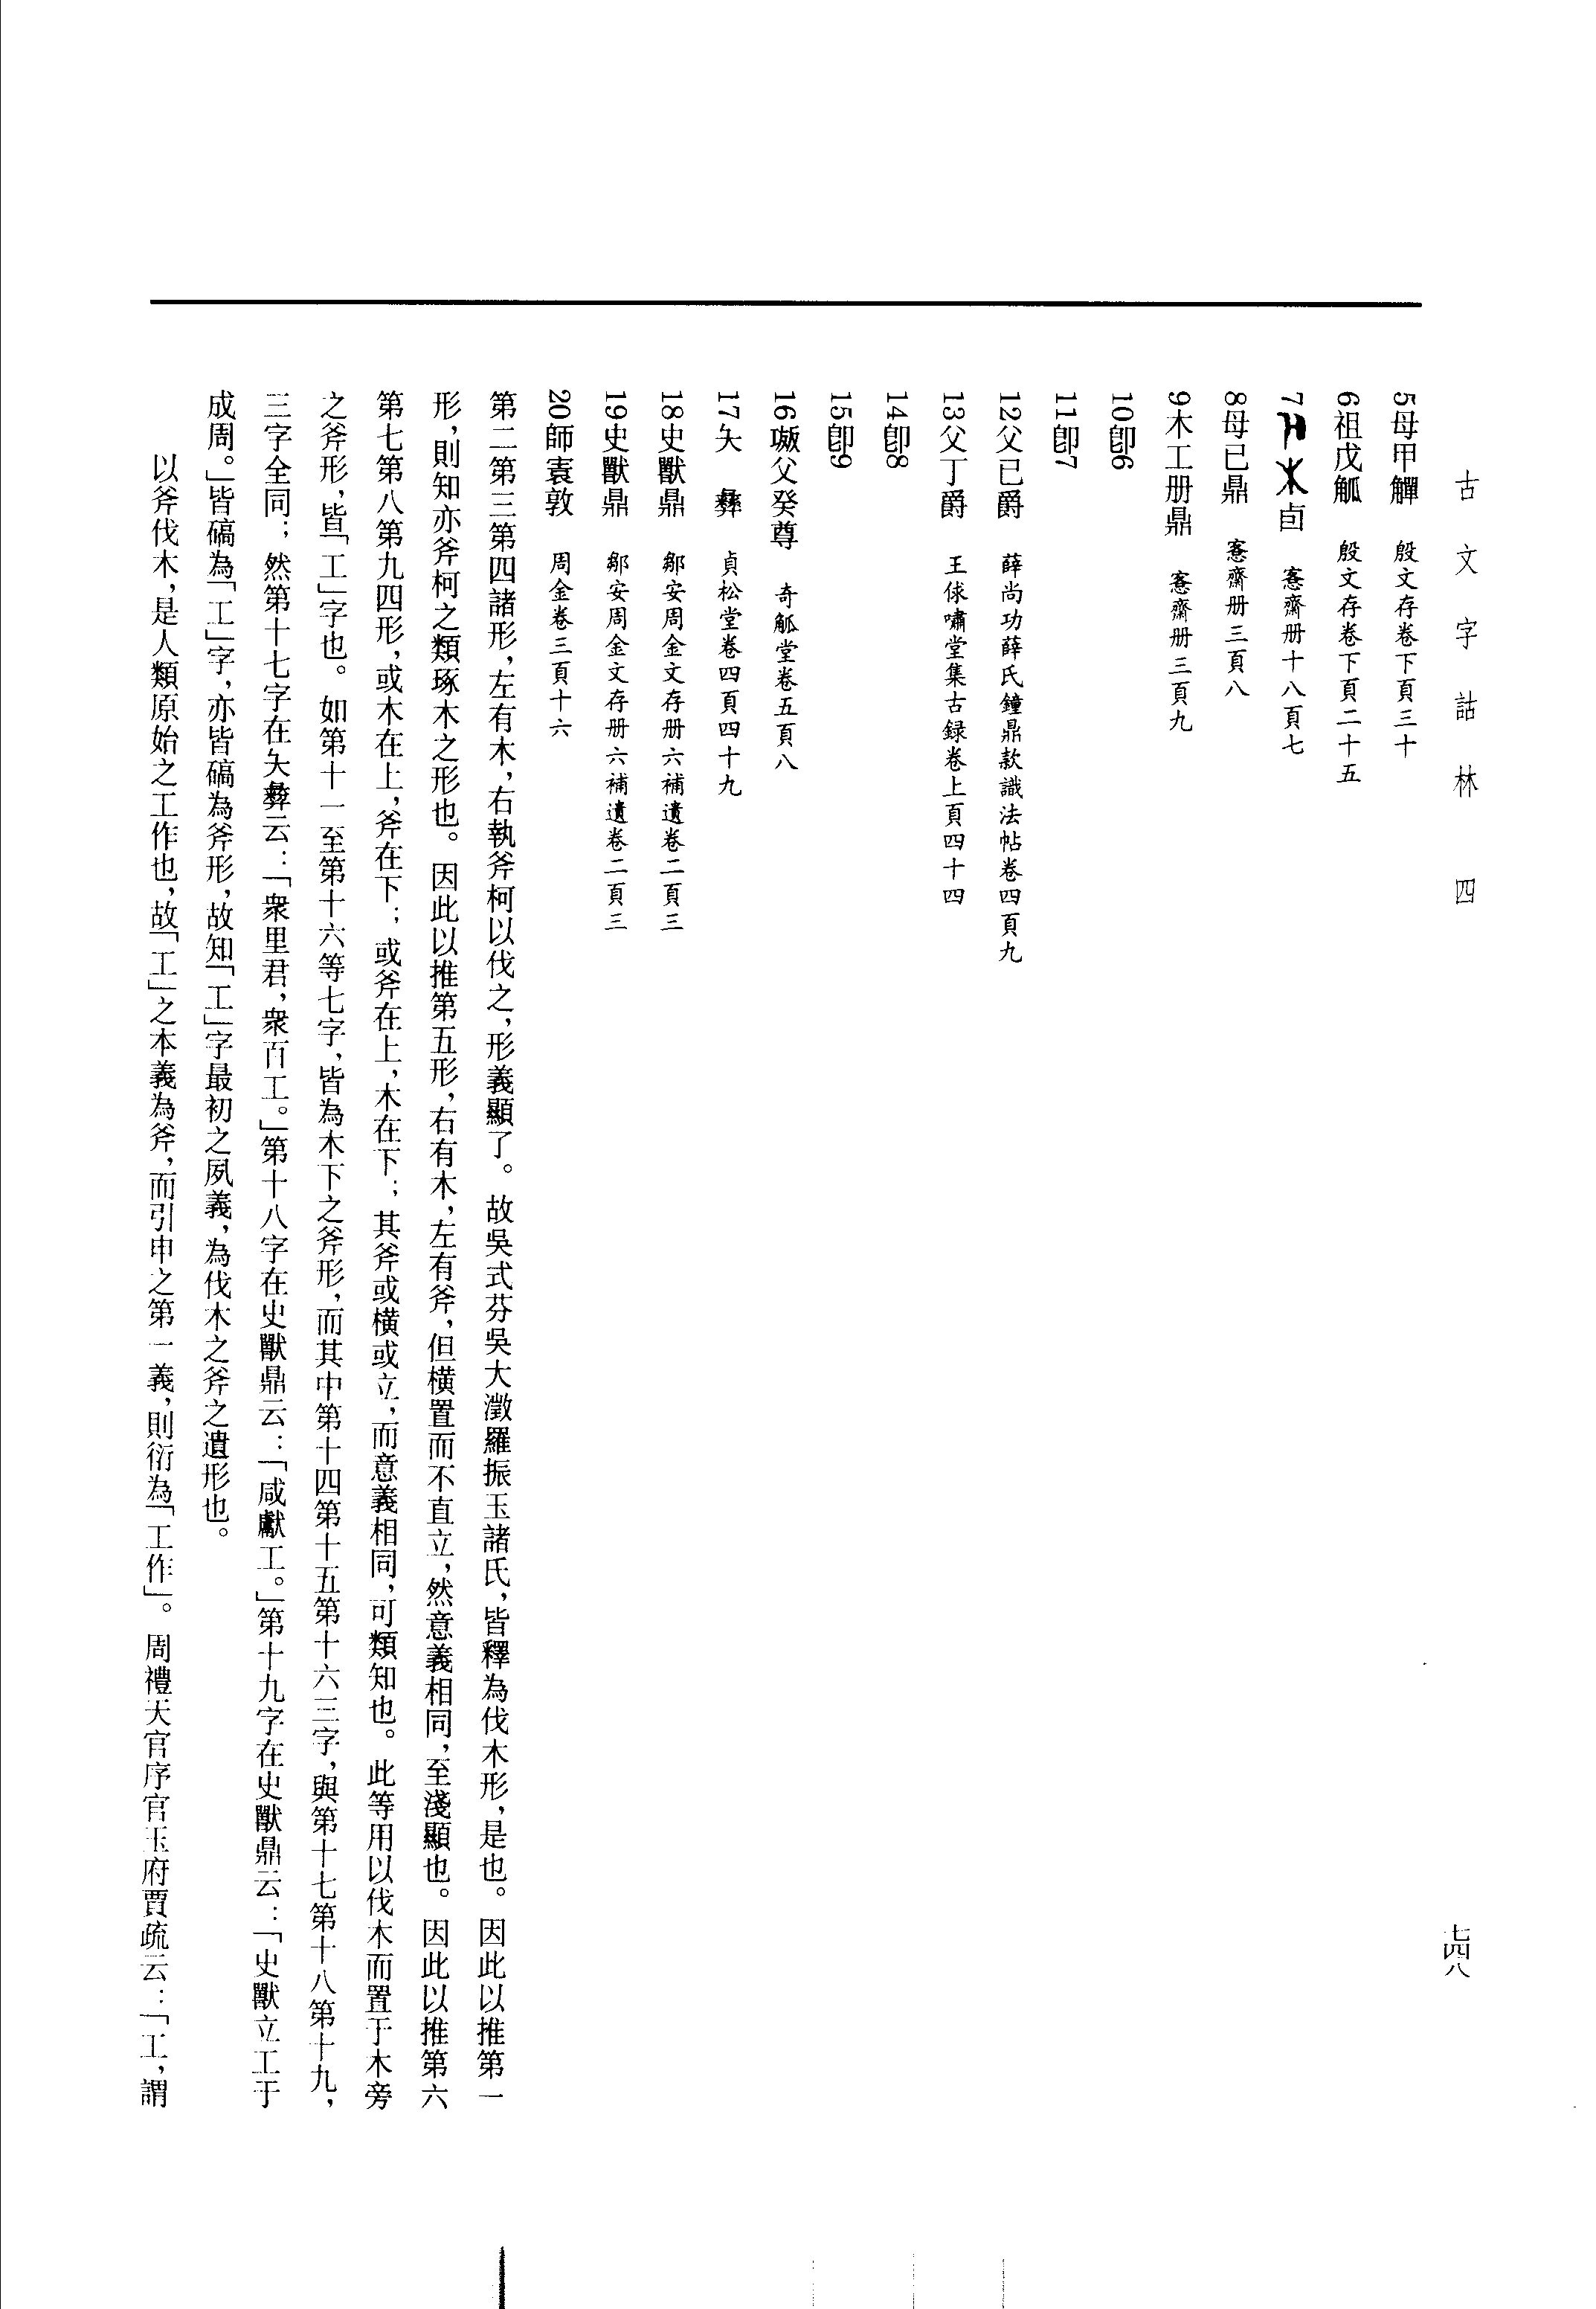 古文字詁林 四
七四八
5母甲觶 殷文存卷下頁三十
6祖戊觚 殷文存卷下頁二十五
7卣 愙齋册十八頁七
8母已鼎 愙齋册三頁八
9木工册鼎 愙齋册三頁九
10卽6
11卽7
12父已爵 薛尚功薛氏鐘鼎款識法帖卷四頁九
13父丁爵 王俅嘯堂集古録卷上頁四十四
14卽8
15卽9
16父癸尊 奇觚堂卷五頁八
17夨 彝 貞松堂卷四頁四十九
18史獸鼎 鄒安周金文存册六補遺卷二頁三
19史獸鼎 鄒安周金文存册六補遺卷二頁三
20師㝨敦 周金卷三頁十六
第二第三第四諸形，左有木，右執斧柯以伐之，形義顯了。故吳式芬吳大澂羅振玉諸氏，皆釋為伐木形，是也。因此以推第一
形，則知亦斧柯之類琢木之形也。因此以推第五形，右有木，左有斧，但橫置而不直立，然意義相同，至淺顯也。因此以推第六
第七第八第九四形，或木在上，斧在下；或斧在上，木在下；其斧或橫或立，而意義相同，可類知也。此等用以伐木而置于木旁
之斧形，皆「工」字也。如第十一至第十六等七字，皆為木下之斧形，而其中第十四第十五第十六三字，與第十七第十八第十九，
三字全同；然第十七字在夨彝云：「衆里君，衆百工。」第十八字在史獸鼎云：「咸獻工。」第十九字在史獸鼎云：「史獸立工于
成周。」皆碻為「工」字，亦皆碻為斧形，故知「工」字最初之夙義，為伐木之斧之遺形也。
以斧伐木，是人類原始之工作也，故「工」之本義為斧，而引申之第一義，則衍為「工作」。周禮天官序官玉府賈疏云：「工，謂